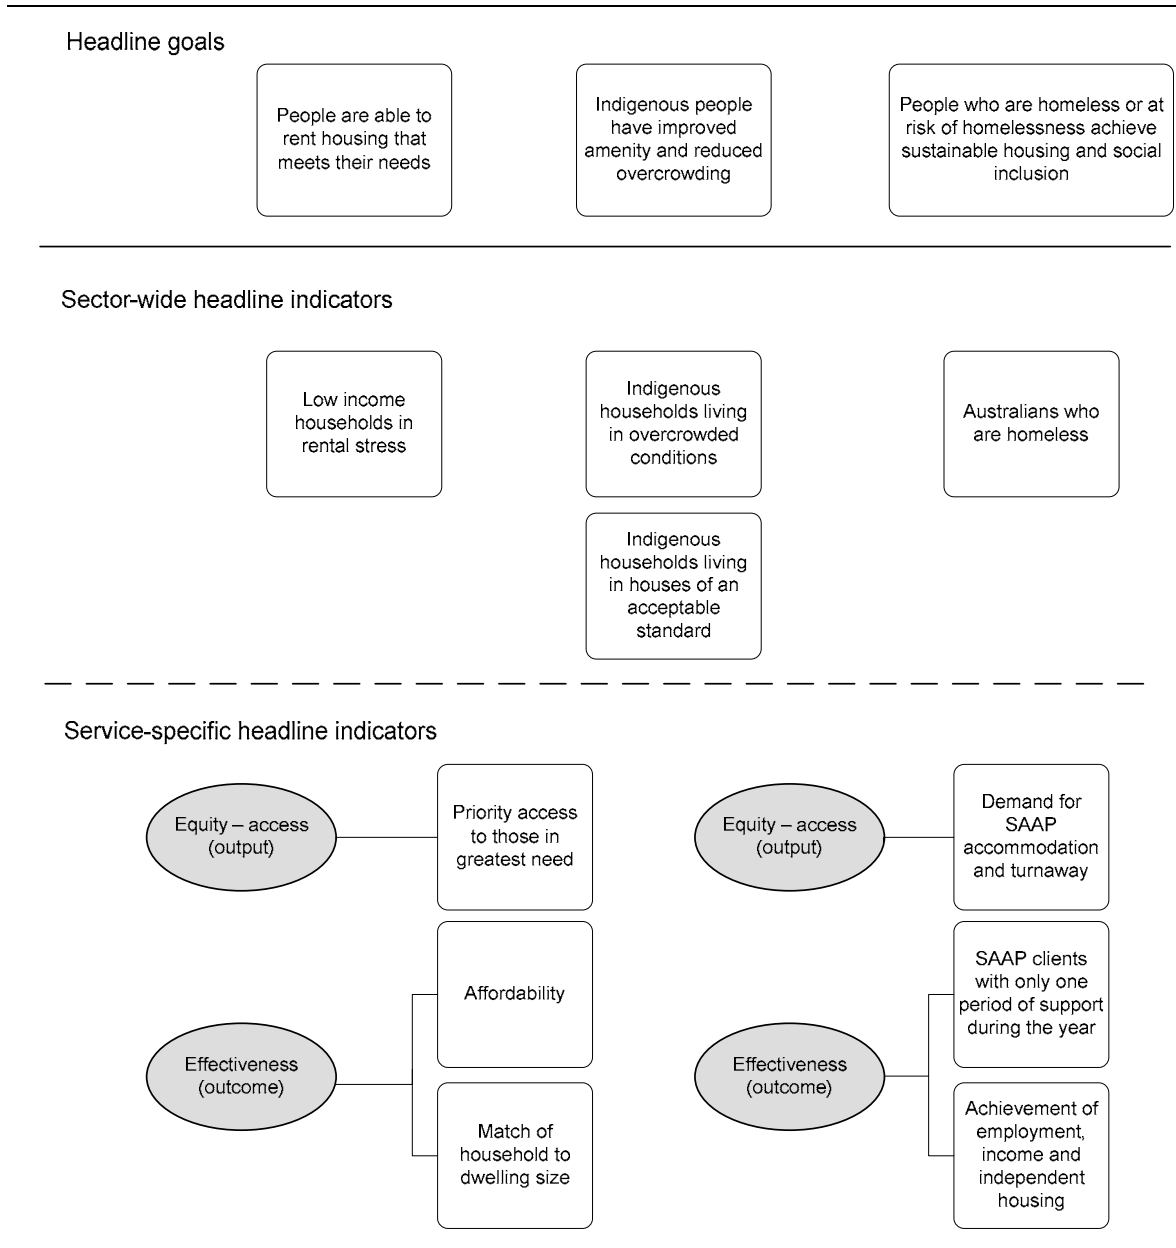 Headline goals
People are able to
rent housing that
meets their needs
Indigenous people
have improved
amenity and reduced
overcrowding
People who are homeless or at
risk of homelessness achieve
sustainable housing and social
inclusion
Sector-wide headline indicators
Low income
households in
rental stress
Indigenous
households living
in overcrowded
conditions
Australians who
are homeless
Indigenous
households living
in houses of an
acceptable
standard
Service-specific headline indicators
Equity – access
(output)
Priority access
to those in
greatest need
Equity – access
(output)
Demand for
SAAP
accommodation
and turnaway
Effectiveness
(outcome)
Affordability
Match of
household to
dwelling size
Effectiveness
(outcome)
SAAP clients
with only one
period of support
during the year
Achievement of
employment,
income and
independent
housing